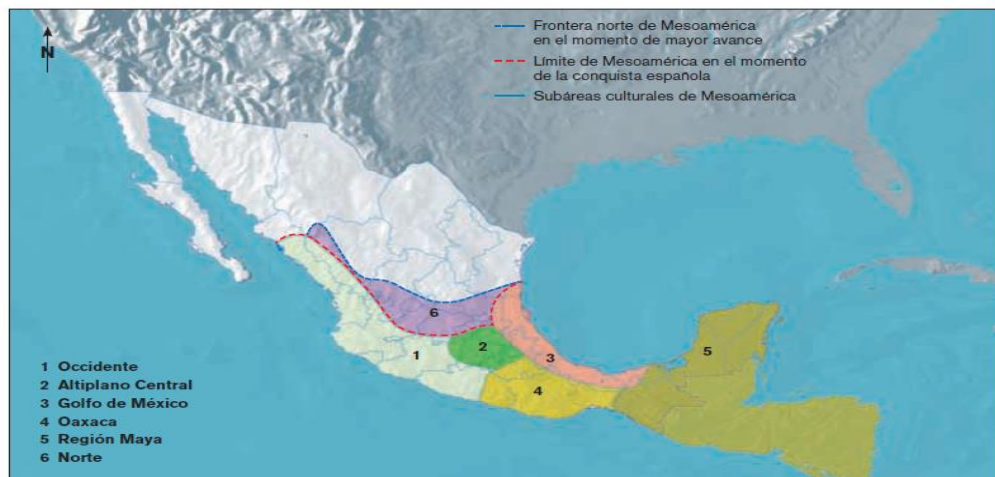 N
Frontera norte de Mesoamérica
en el momento de mayor avance
Límite de Mesoamérica en el momento
de la conquista española
Subáreas culturales de Mesoamérica
6
1
2
3
4
5
1 Occidente
2 Altiplano Central
3 Golfo de México
4 Oaxaca
5 Región Maya
6 Norte